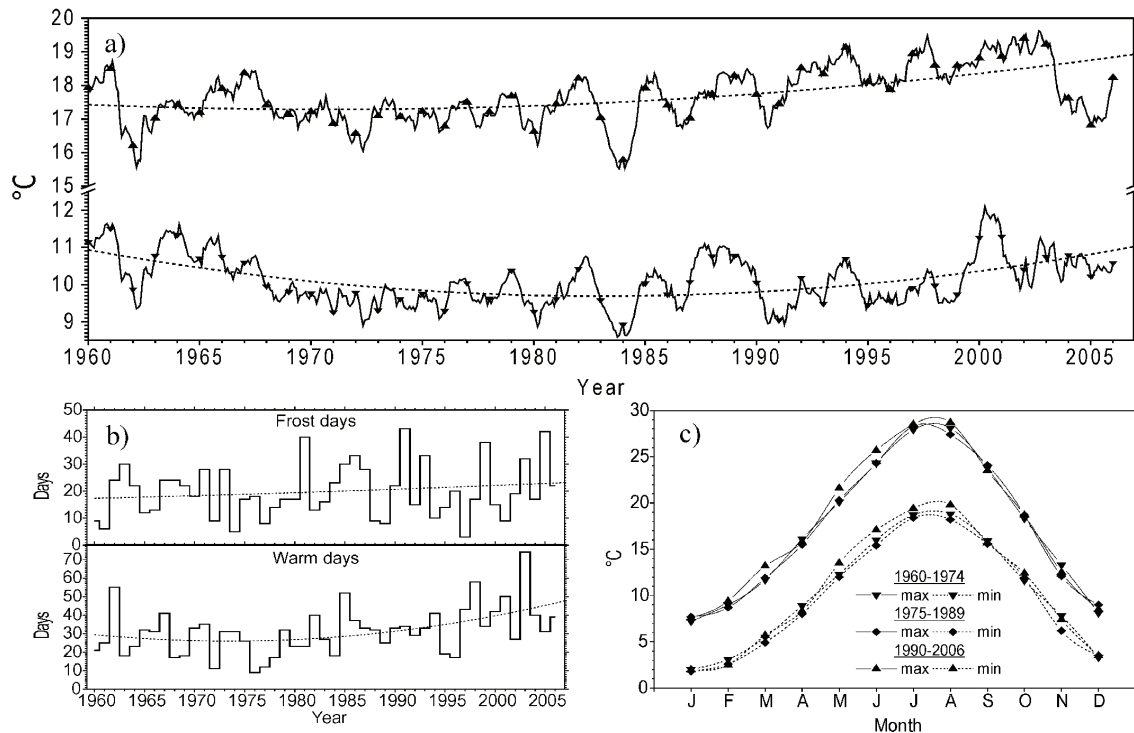 a)
20
19
18
17
16
15
°C
12
11
10
9
1960 1965 1970 1975 1980 1985 1990 1995 2000 2005
Year
b)
Frost days
50
40
30
20
10
0
Days
Warm days
70
60
50
40
30
20
10
0
Days
1960 1965 1970 1975 1980 1985 1990 1995 2000 2005
Year
c)
30
25
20
15
10
5
0
°C
1960-1974
max min
1975-1989
max min
1990-2006
max min
J F M A M J J A S O N D
Month